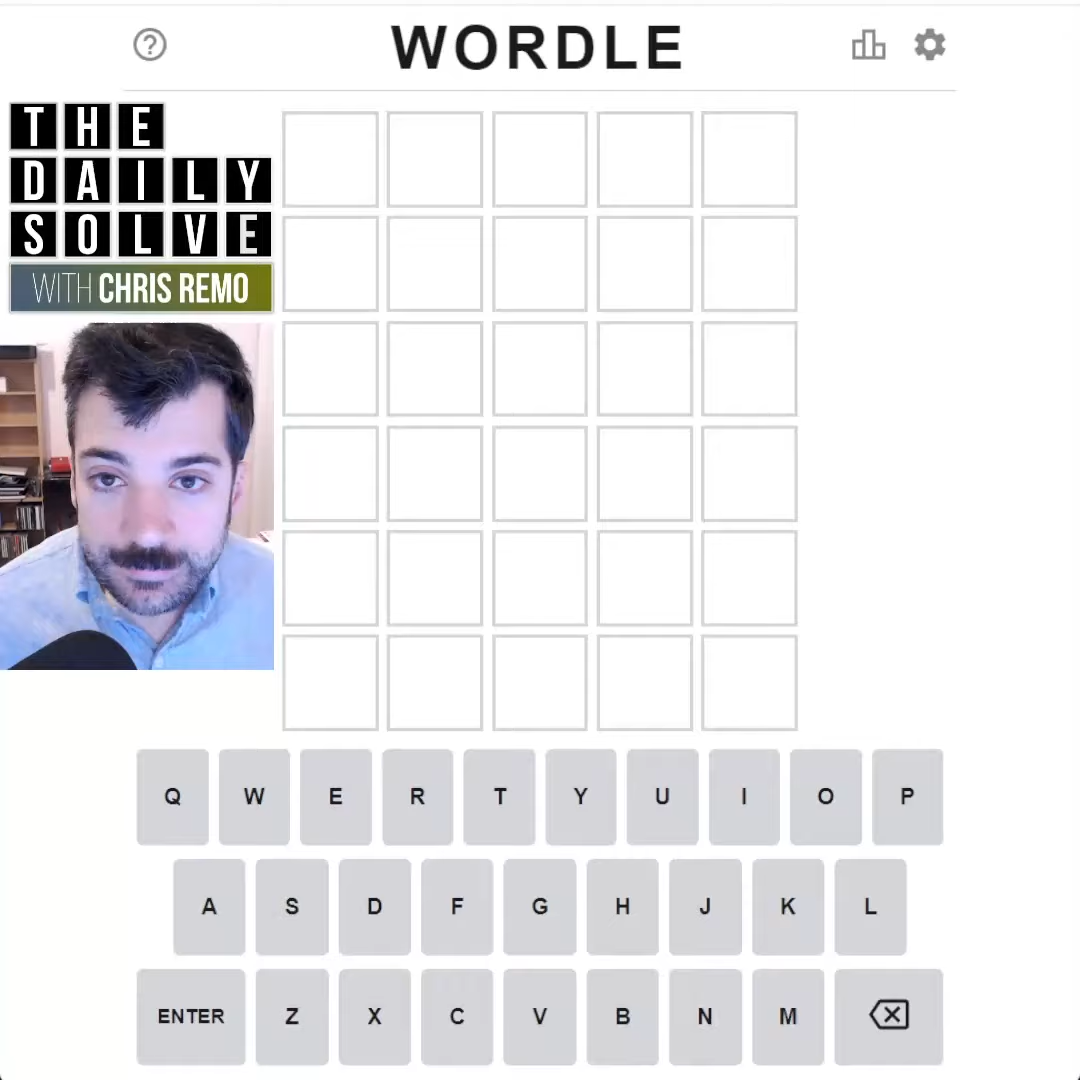 WORDLE
THE
DAILY
SOLVE
WITH CHRIS REMO
Q W E R T Y U I O P
A S D F G H J K L
ENTER Z X C V B N M